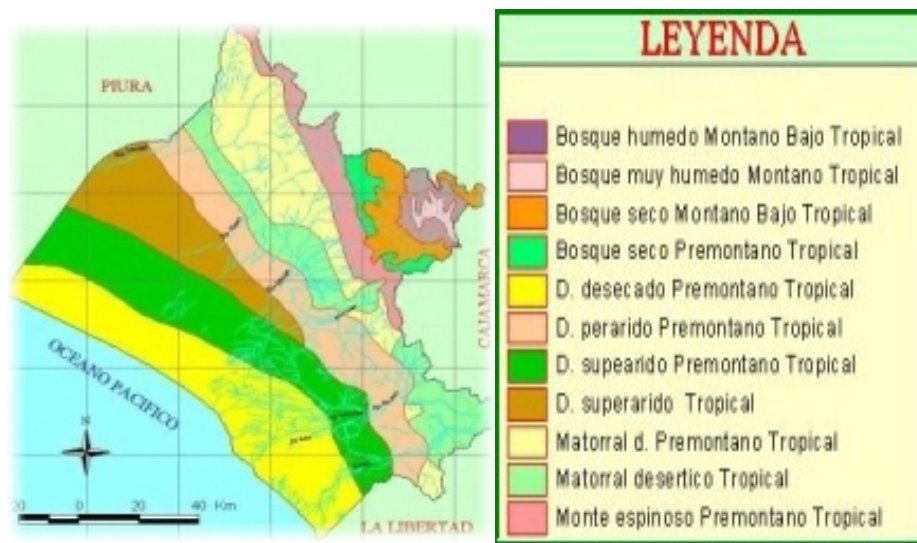 PIURA
CAJAMARCA
OCEANO PACIFICO
N
0 20 40 Km
LA LIBERTAD
LEYENDA
Bosque humedo Montano Bajo Tropical
Bosque muy humedo Montano Tropical
Bosque seco Montano Bajo Tropical
Bosque seco Premontano Tropical
D. desecado Premontano Tropical
D. perarido Premontano Tropical
D. supearido Premontano Tropical
D. superarido Tropical
Matorral d. Premontano Tropical
Matorral desertico Tropical
Monte espinoso Premontano Tropical